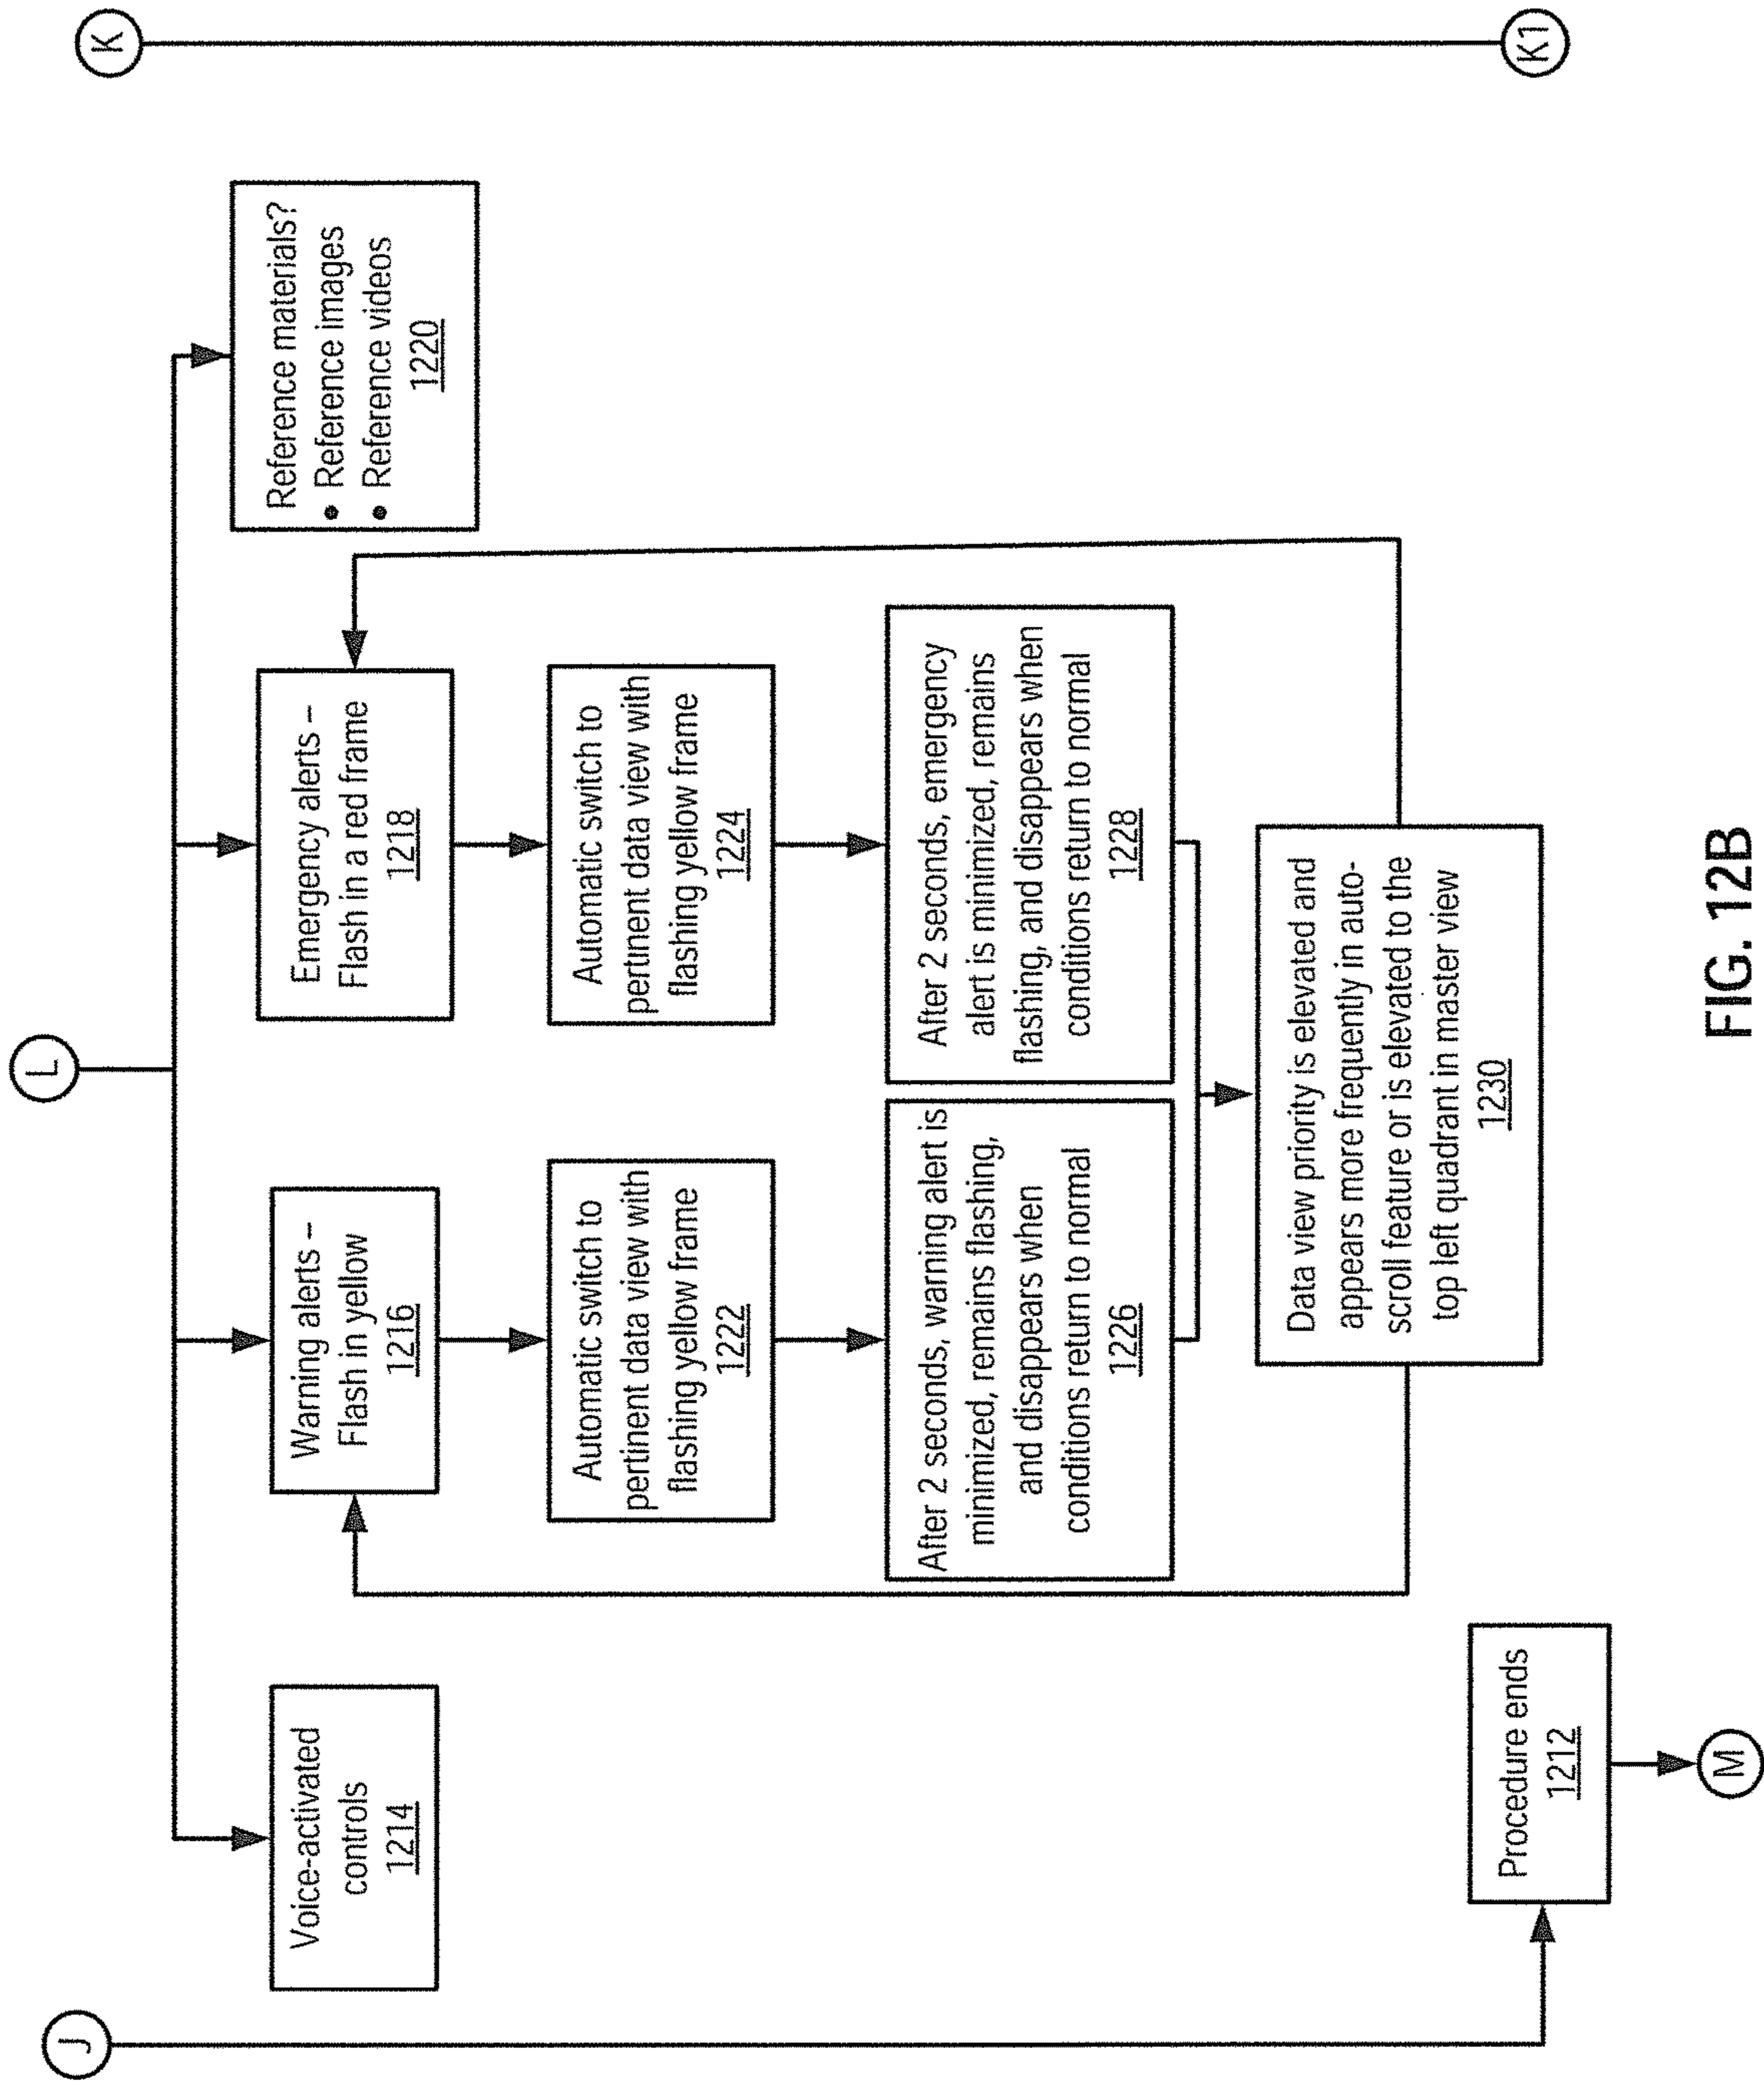 J
L
K
Voice-activated
controls
1214
Warning alerts –
Flash in yellow
1216
Emergency alerts –
Flash in a red frame
1218
Reference materials?
• Reference images
• Reference videos
1220
Automatic switch to
pertinent data view with
flashing yellow frame
1222
Automatic switch to
pertinent data view with
flashing yellow frame
1224
After 2 seconds, warning alert is
minimized, remains flashing,
and disappears when
conditions return to normal
1226
After 2 seconds, emergency
alert is minimized, remains
flashing, and disappears when
conditions return to normal
1228
Data view priority is elevated and
appears more frequently in auto-
scroll feature or is elevated to the
top left quadrant in master view
1230
Procedure ends
1212
M
K1
FIG. 12B